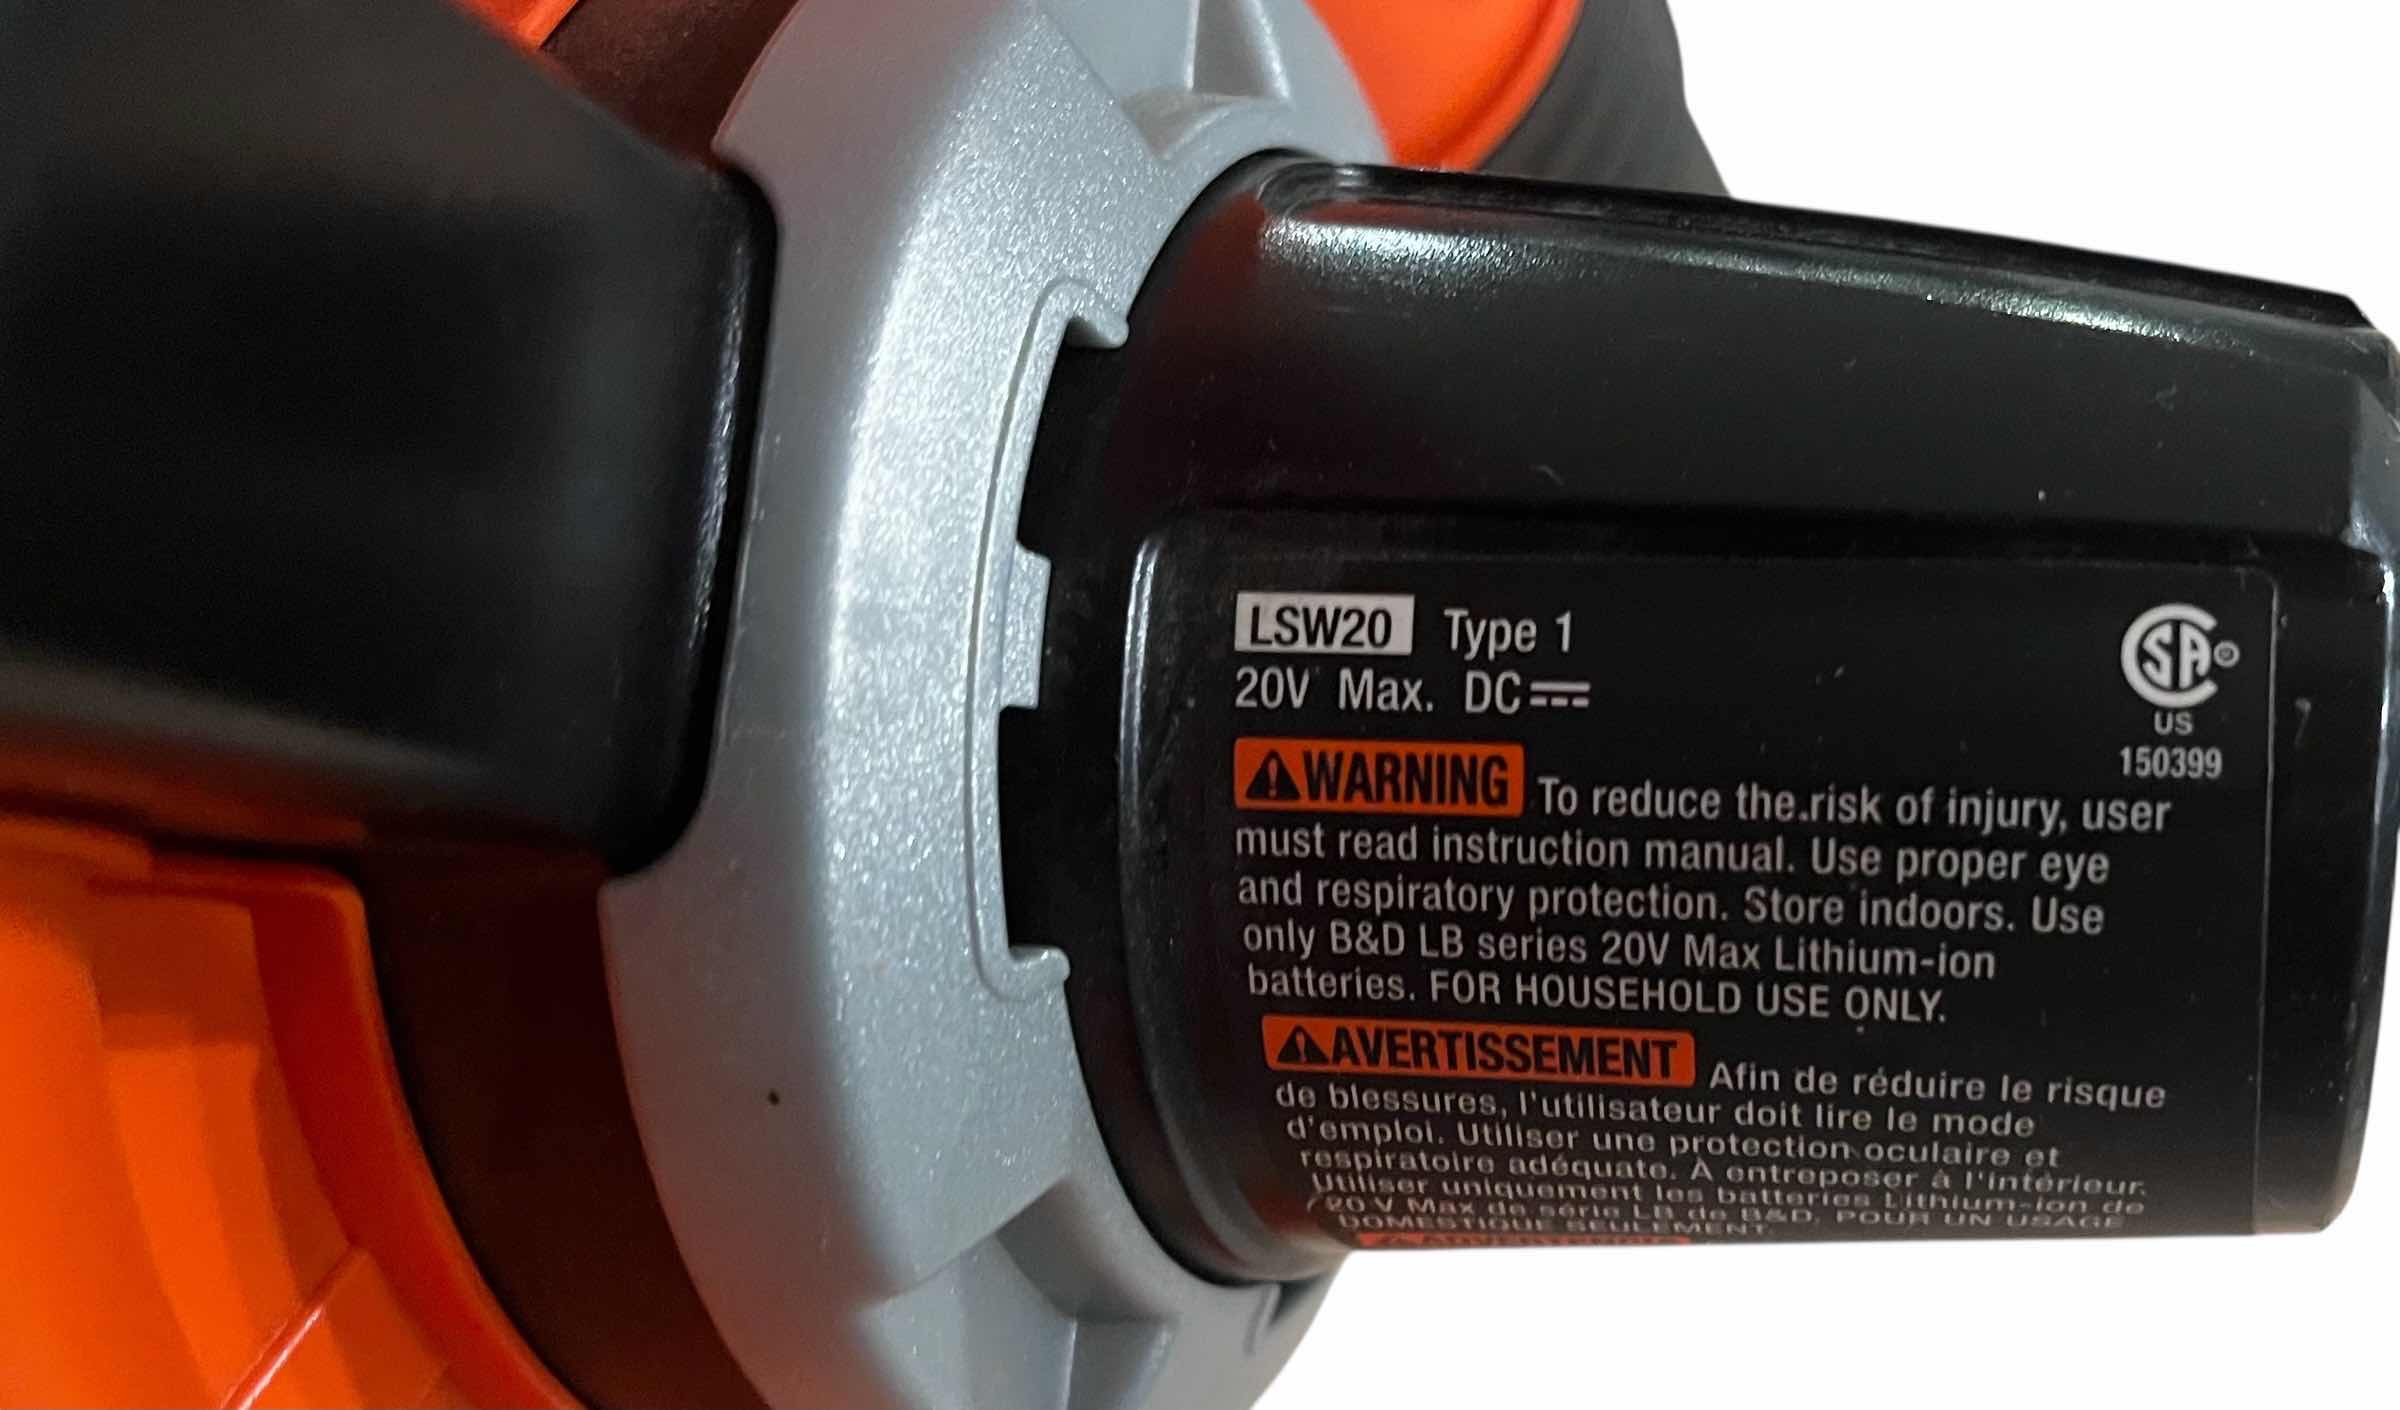 LSW20 Type 1
20V Max. DC
CSA®
US
150399
WARNING To reduce the risk of injury, user
must read instruction manual. Use proper eye
and respiratory protection. Store indoors. Use
only B&D LB series 20V Max Lithium-ion
batteries. FOR HOUSEHOLD USE ONLY.
AVERTISSEMENT Afin de réduire le risque
de blessures, l'utilisateur doit lire le mode
d'emploi. Utiliser une protection oculaire et
respiratoire adéquate. À entreposer à l'intérieur.
Utiliser uniquement les batteries Lithium-ion de
20 V Max de série LB de B&D, POUR UN USAGE
DOMESTIQUE SEULEMENT.